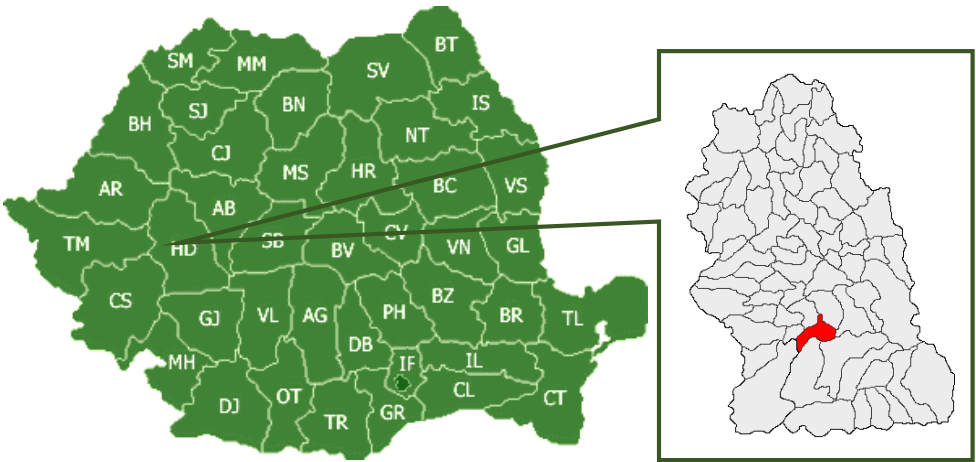 BT
SM
MM
SV
BN
IS
SJ
BH
NT
CJ
MS
HR
AR
BC
VS
AB
TM
HD
SB
BV
CV
VN
GL
CS
GJ
VL
AG
PH
BZ
BR
TL
DB
MH
IF
IL
DJ
OT
TR
GR
CL
CT